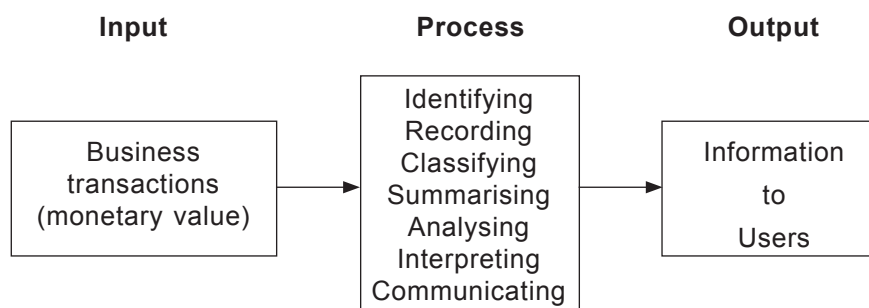 Input
Process
Output
Business
transactions
(monetary value)
Identifying
Recording
Classifying
Summarising
Analysing
Interpreting
Communicating
Information
to
Users